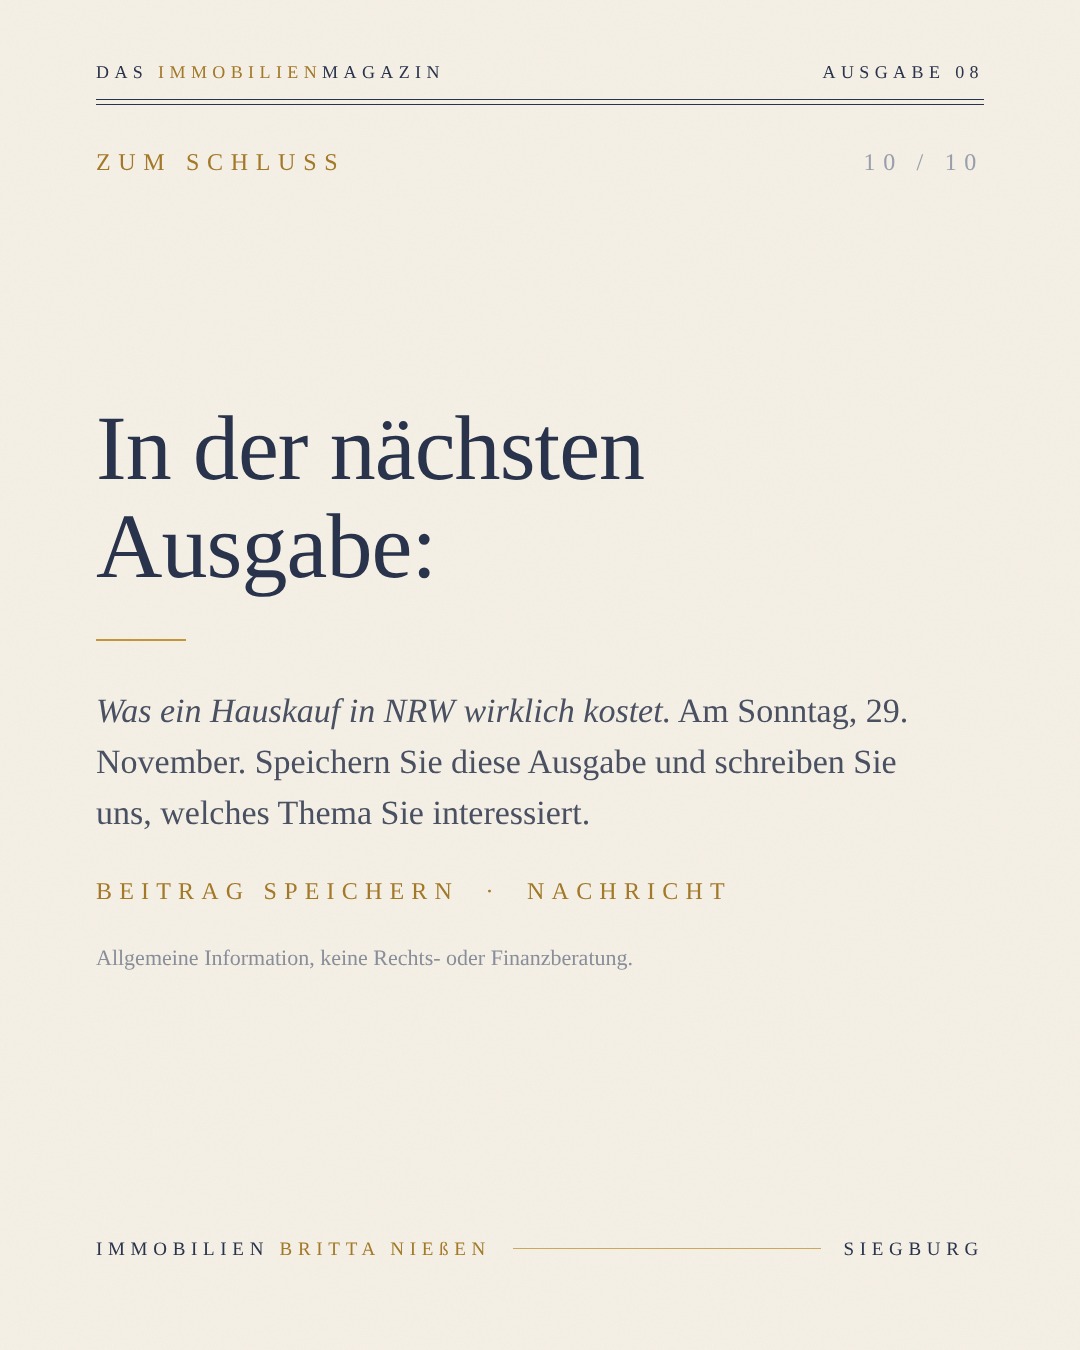 DAS IMMOBILIENMAGAZIN AUSGABE 08
ZUM SCHLUSS 10 / 10
In der nächsten
Ausgabe:
Was ein Hauskauf in NRW wirklich kostet. Am Sonntag, 29.
November. Speichern Sie diese Ausgabe und schreiben Sie
uns, welches Thema Sie interessiert.
BEITRAG SPEICHERN · NACHRICHT
Allgemeine Information, keine Rechts- oder Finanzberatung.
IMMOBILIEN BRITTA NIEßEN SIEGBURG